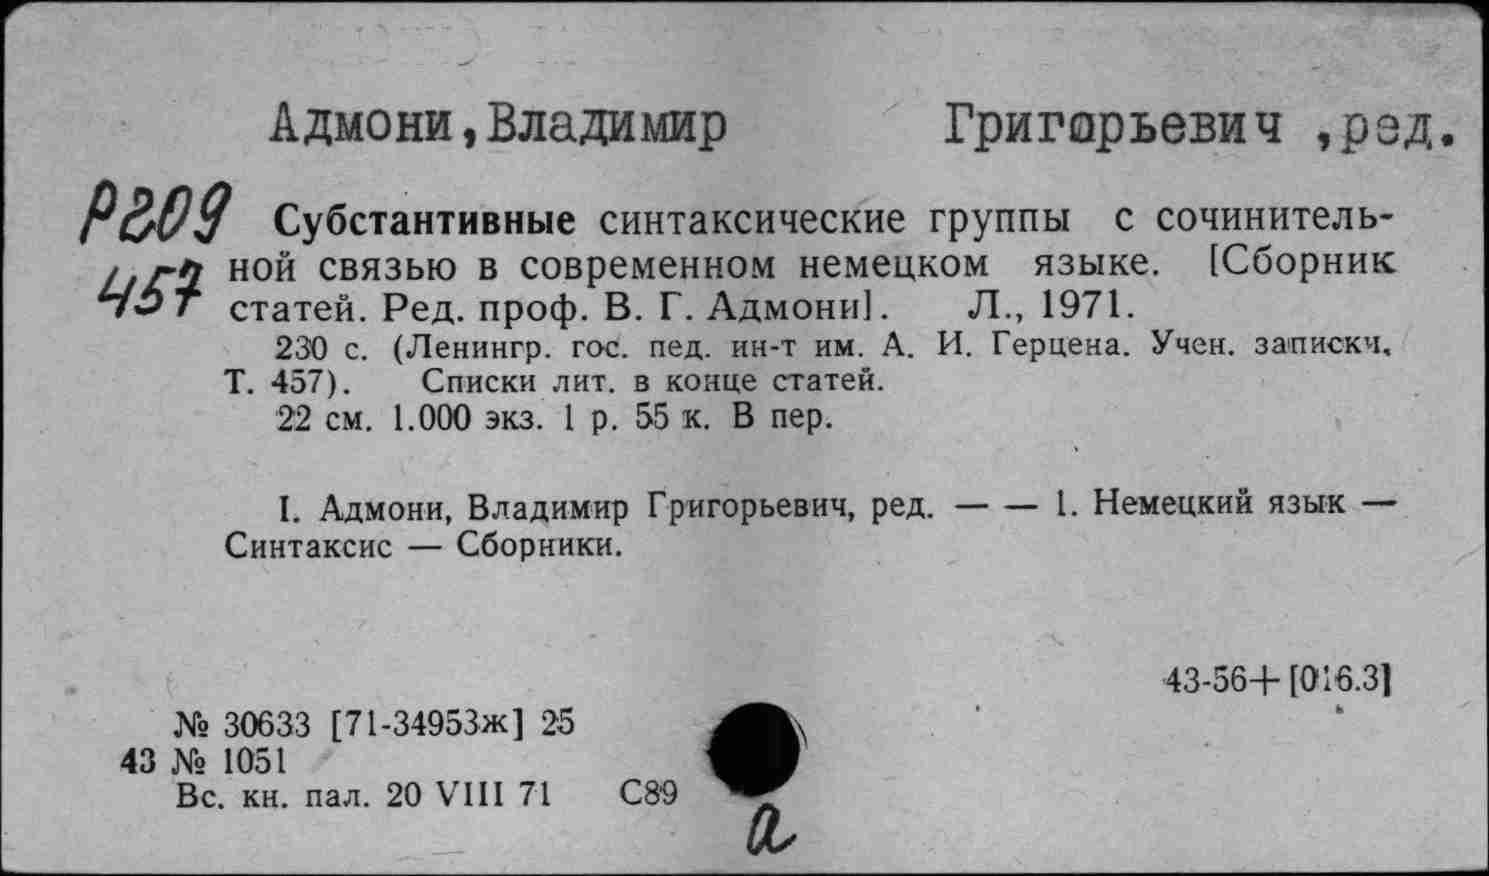 Адмони,Владимир Григорьевич ,ред.
Р209 Субстантивные синтаксические группы с сочинитель-
457 ной связью в современном немецком языке. [Сборник
статей. Ред. проф. В. Г. Адмони]. Л., 1971.
230 с. (Ленингр. гос. пед. ин-т им. А. И. Герцена. Учен. записки,
Т. 457). Списки лит. в конце статей.
22 см. 1.000 экз. 1 р. 55 к. В пер.
I. Адмони, Владимир Григорьевич, ред. — — 1. Немецкий язык —
Синтаксис — Сборники.
43-56+[016.3]
№ 30633 [71-34953ж] 25
43 № 1051
Вс. кн. пал. 20 VIII 71 С89
а